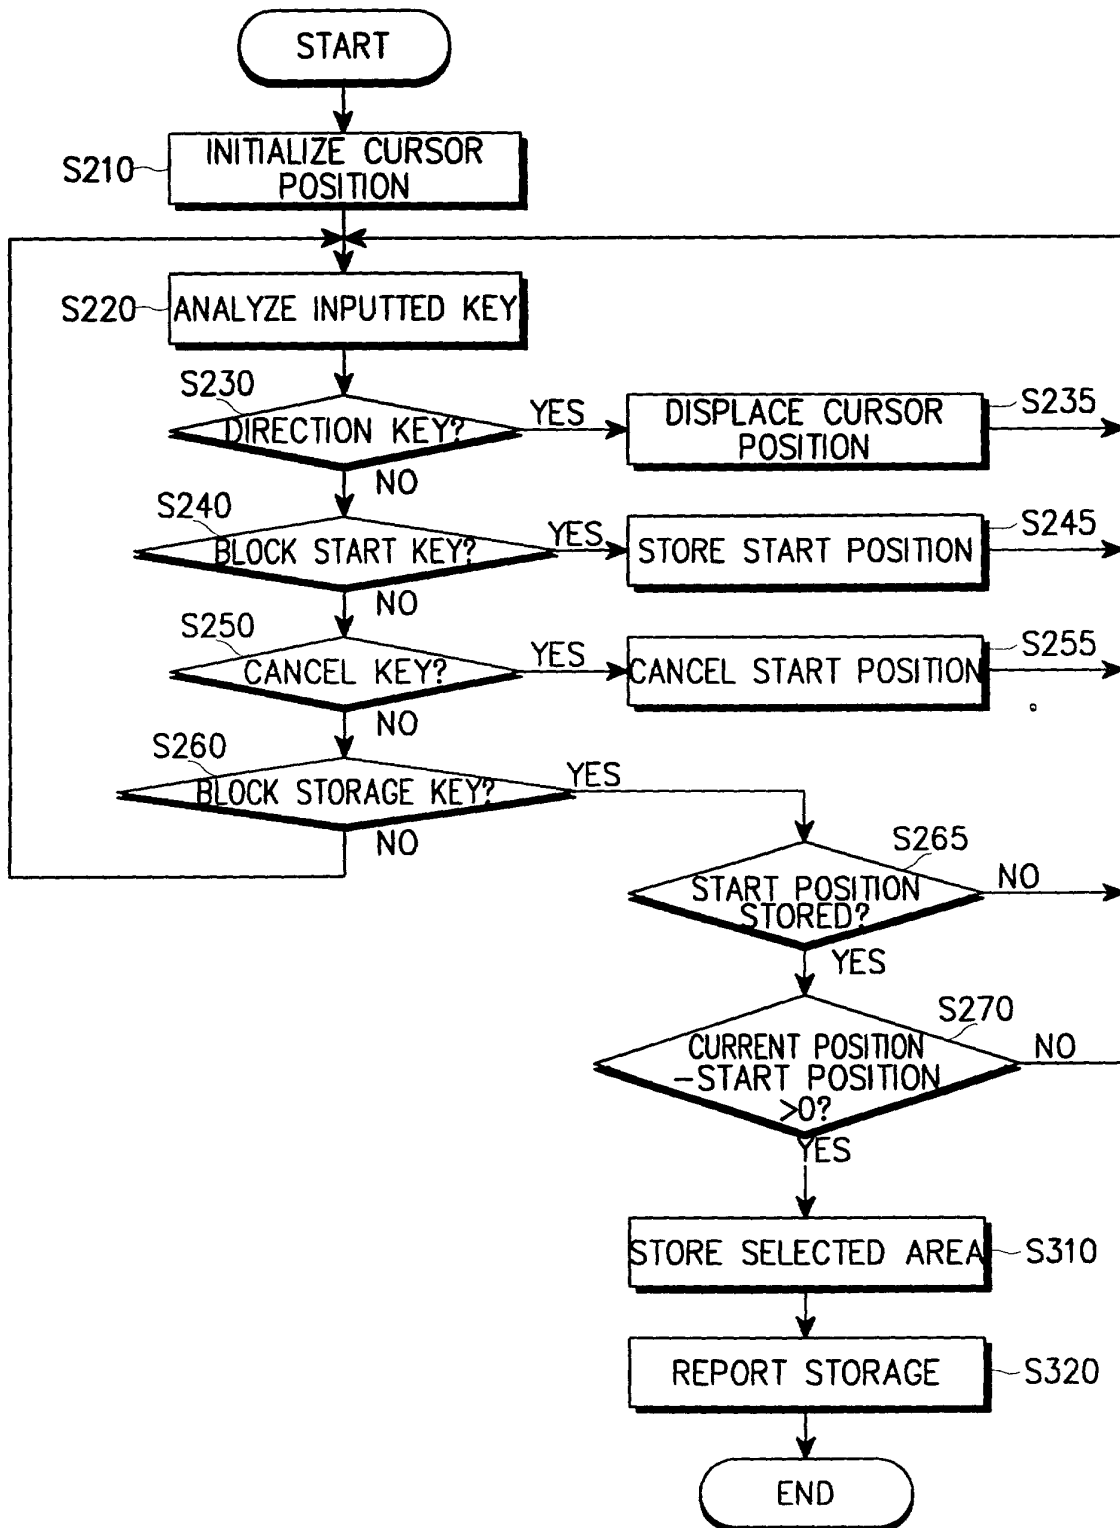 START
S210
INITIALIZE CURSOR
POSITION
S220
ANALYZE INPUTTED KEY
S230
DIRECTION KEY?
YES
DISPLACE CURSOR
POSITION
S235
NO
S240
BLOCK START KEY?
YES
STORE START POSITION
S245
NO
S250
CANCEL KEY?
YES
CANCEL START POSITION
S255
NO
S260
BLOCK STORAGE KEY?
YES
NO
S265
START POSITION
STORED?
NO
YES
S270
CURRENT POSITION
-START POSITION
>0?
NO
YES
STORE SELECTED AREA
S310
REPORT STORAGE
S320
END